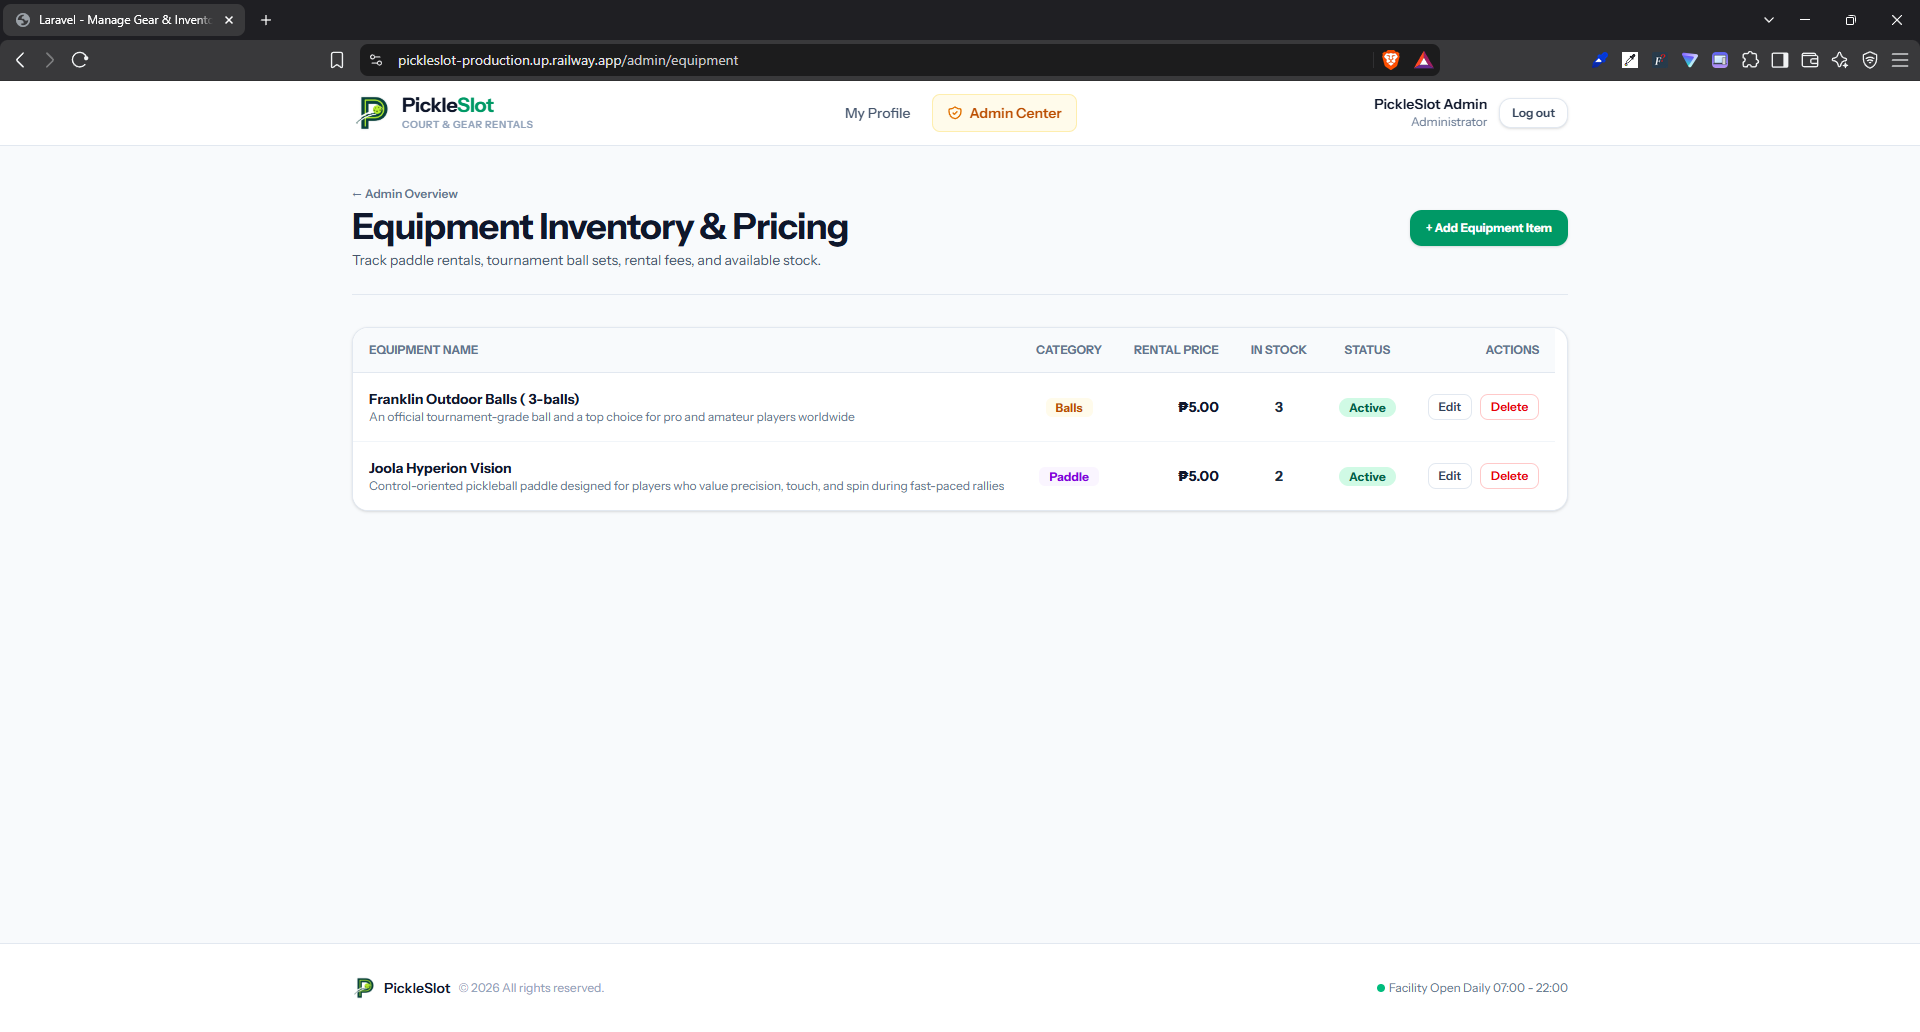 Laravel - Manage Gear & Invent
pickleslot-production.up.railway.app/admin/equipment
PickleSlot
COURT & GEAR RENTALS
My Profile
Admin Center
PickleSlot Admin
Administrator
Log out
← Admin Overview
Equipment Inventory & Pricing
+ Add Equipment Item
Track paddle rentals, tournament ball sets, rental fees, and available stock.
EQUIPMENT NAME CATEGORY RENTAL PRICE IN STOCK STATUS ACTIONS
Franklin Outdoor Balls ( 3-balls)
An official tournament-grade ball and a top choice for pro and amateur players worldwide
Balls ₱5.00 3 Active Edit Delete
Joola Hyperion Vision
Control-oriented pickleball paddle designed for players who value precision, touch, and spin during fast-paced rallies
Paddle ₱5.00 2 Active Edit Delete
PickleSlot © 2026 All rights reserved.
Facility Open Daily 07:00 - 22:00